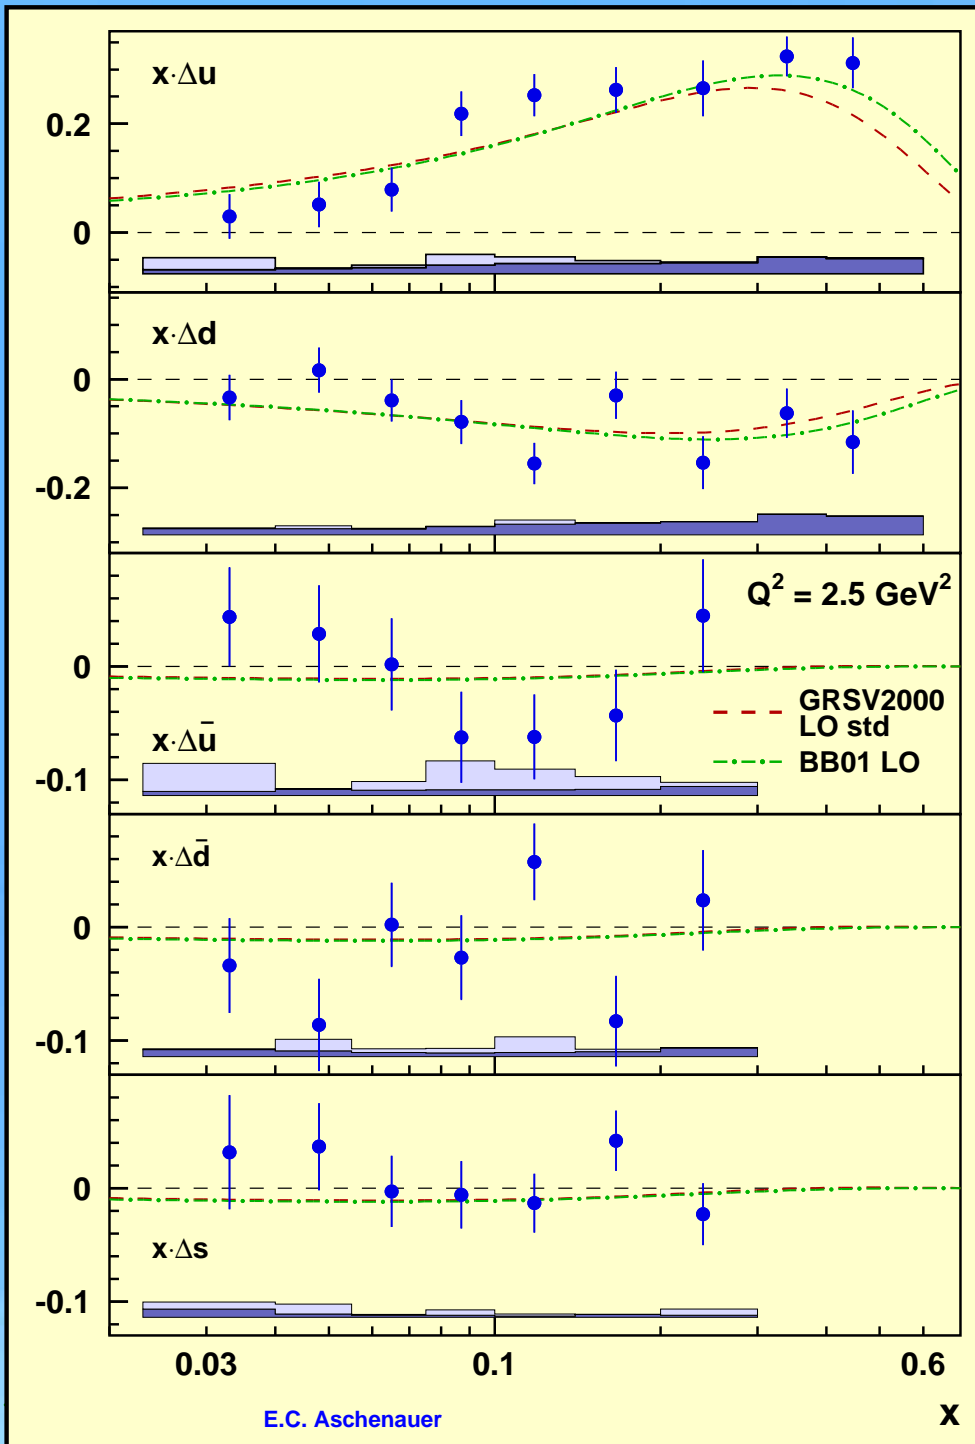 x·Δu
0.2
0
x·Δd
0
-0.2
Q² = 2.5 GeV²
0
GRSV2000
LO std
x·Δū
BB01 LO
-0.1
x·Δd̄
0
-0.1
0
x·Δs
-0.1
0.03 0.1 0.6
E.C. Aschenauer
x